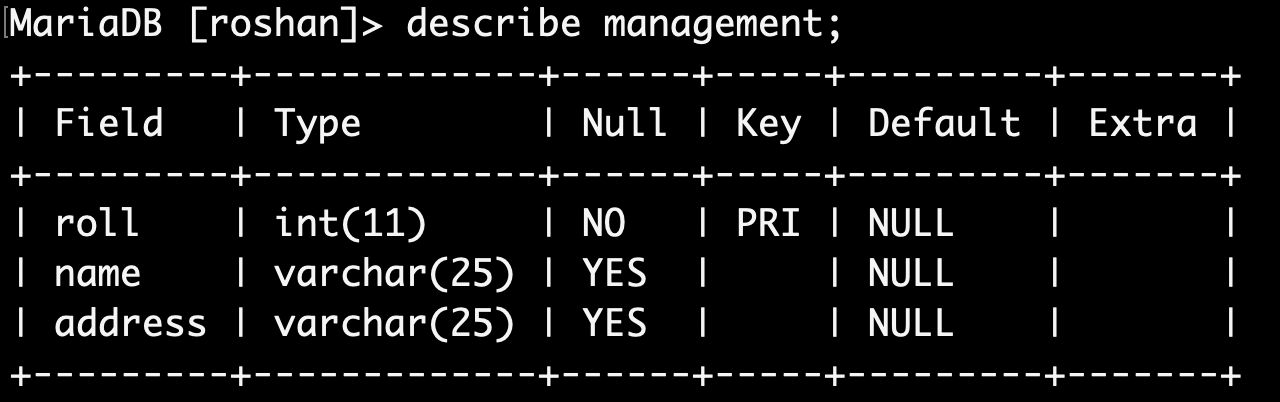 MariaDB [roshan]> describe management;
+---------+-------------+------+-----+---------+-------+
| Field   | Type        | Null | Key | Default | Extra |
+---------+-------------+------+-----+---------+-------+
| roll    | int(11)     | NO   | PRI | NULL    |       |
| name    | varchar(25) | YES  |     | NULL    |       |
| address | varchar(25) | YES  |     | NULL    |       |
+---------+-------------+------+-----+---------+-------+